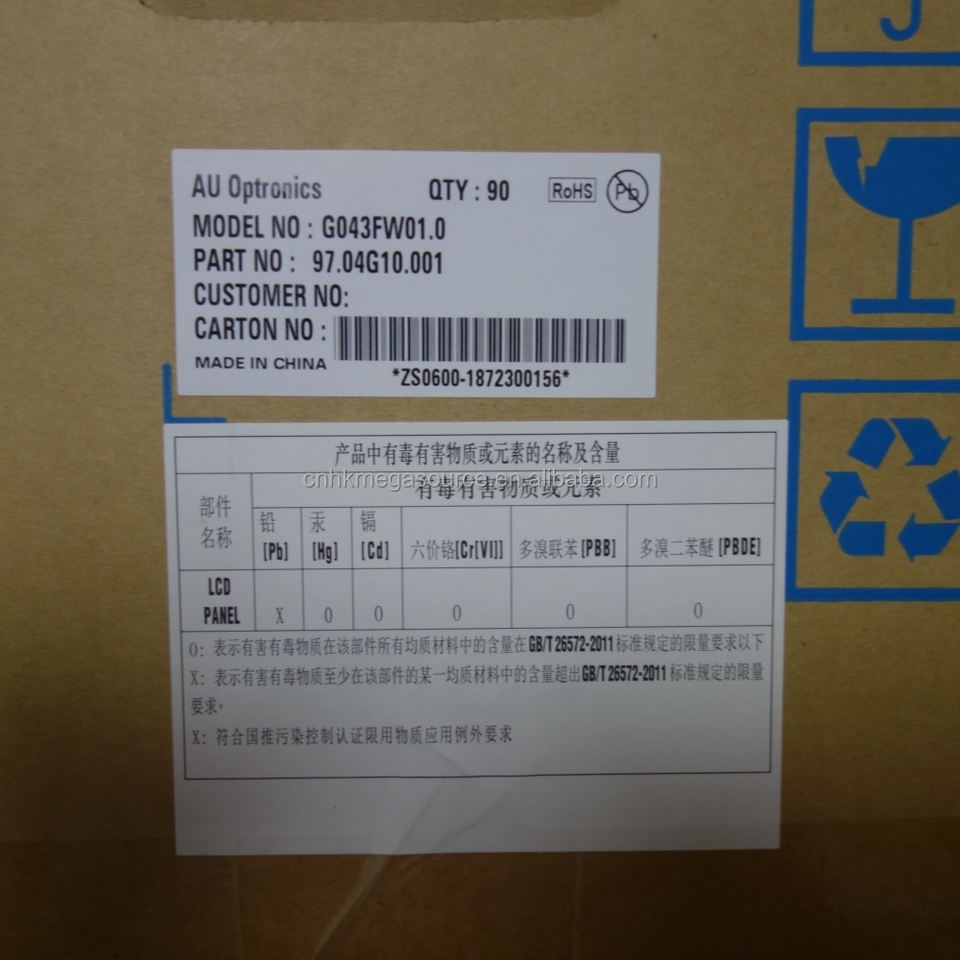 AU Optronics QTY : 90 RoHS Pb
MODEL NO : G043FW01.0
PART NO : 97.04G10.001
CUSTOMER NO:
CARTON NO :
MADE IN CHINA
*ZS0600-1872300156*
产品中有毒有害物质或元素的名称及含量
cnhkmegasource.en.alibaba.com
部件名称 有毒有害物质或元素
铅 [Pb] 汞 [Hg] 镉 [Cd] 六价铬[Cr[VI]] 多溴联苯[PBB] 多溴二苯醚[PBDE]
LCD PANEL X O O O O O
O: 表示有害有毒物质在该部件所有均质材料中的含量在GB/T 26572-2011标准规定的限量要求以下
X: 表示有害有毒物质至少在该部件的某一均质材料中的含量超出GB/T 26572-2011标准规定的限量
要求。
X: 符合国推污染控制认证限用物质应用例外要求